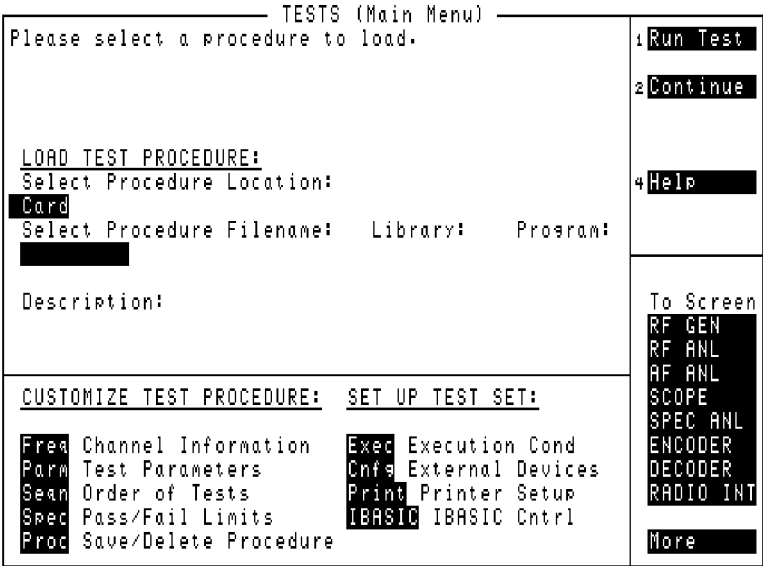 TESTS (Main Menu)
Please select a procedure to load.
LOAD TEST PROCEDURE:
Select Procedure Location:
Card
Select Procedure Filename: Library: Program:
Description:
CUSTOMIZE TEST PROCEDURE:
Freq Channel Information
Parm Test Parameters
Seqn Order of Tests
Spec Pass/Fail Limits
Proc Save/Delete Procedure
SET UP TEST SET:
Exec Execution Cond
Cnfg External Devices
Print Printer Setup
IBASIC IBASIC Cntrl
1 Run Test
2 Continue
4 Help
To Screen
RF GEN
RF ANL
AF ANL
SCOPE
SPEC ANL
ENCODER
DECODER
RADIO INT
More